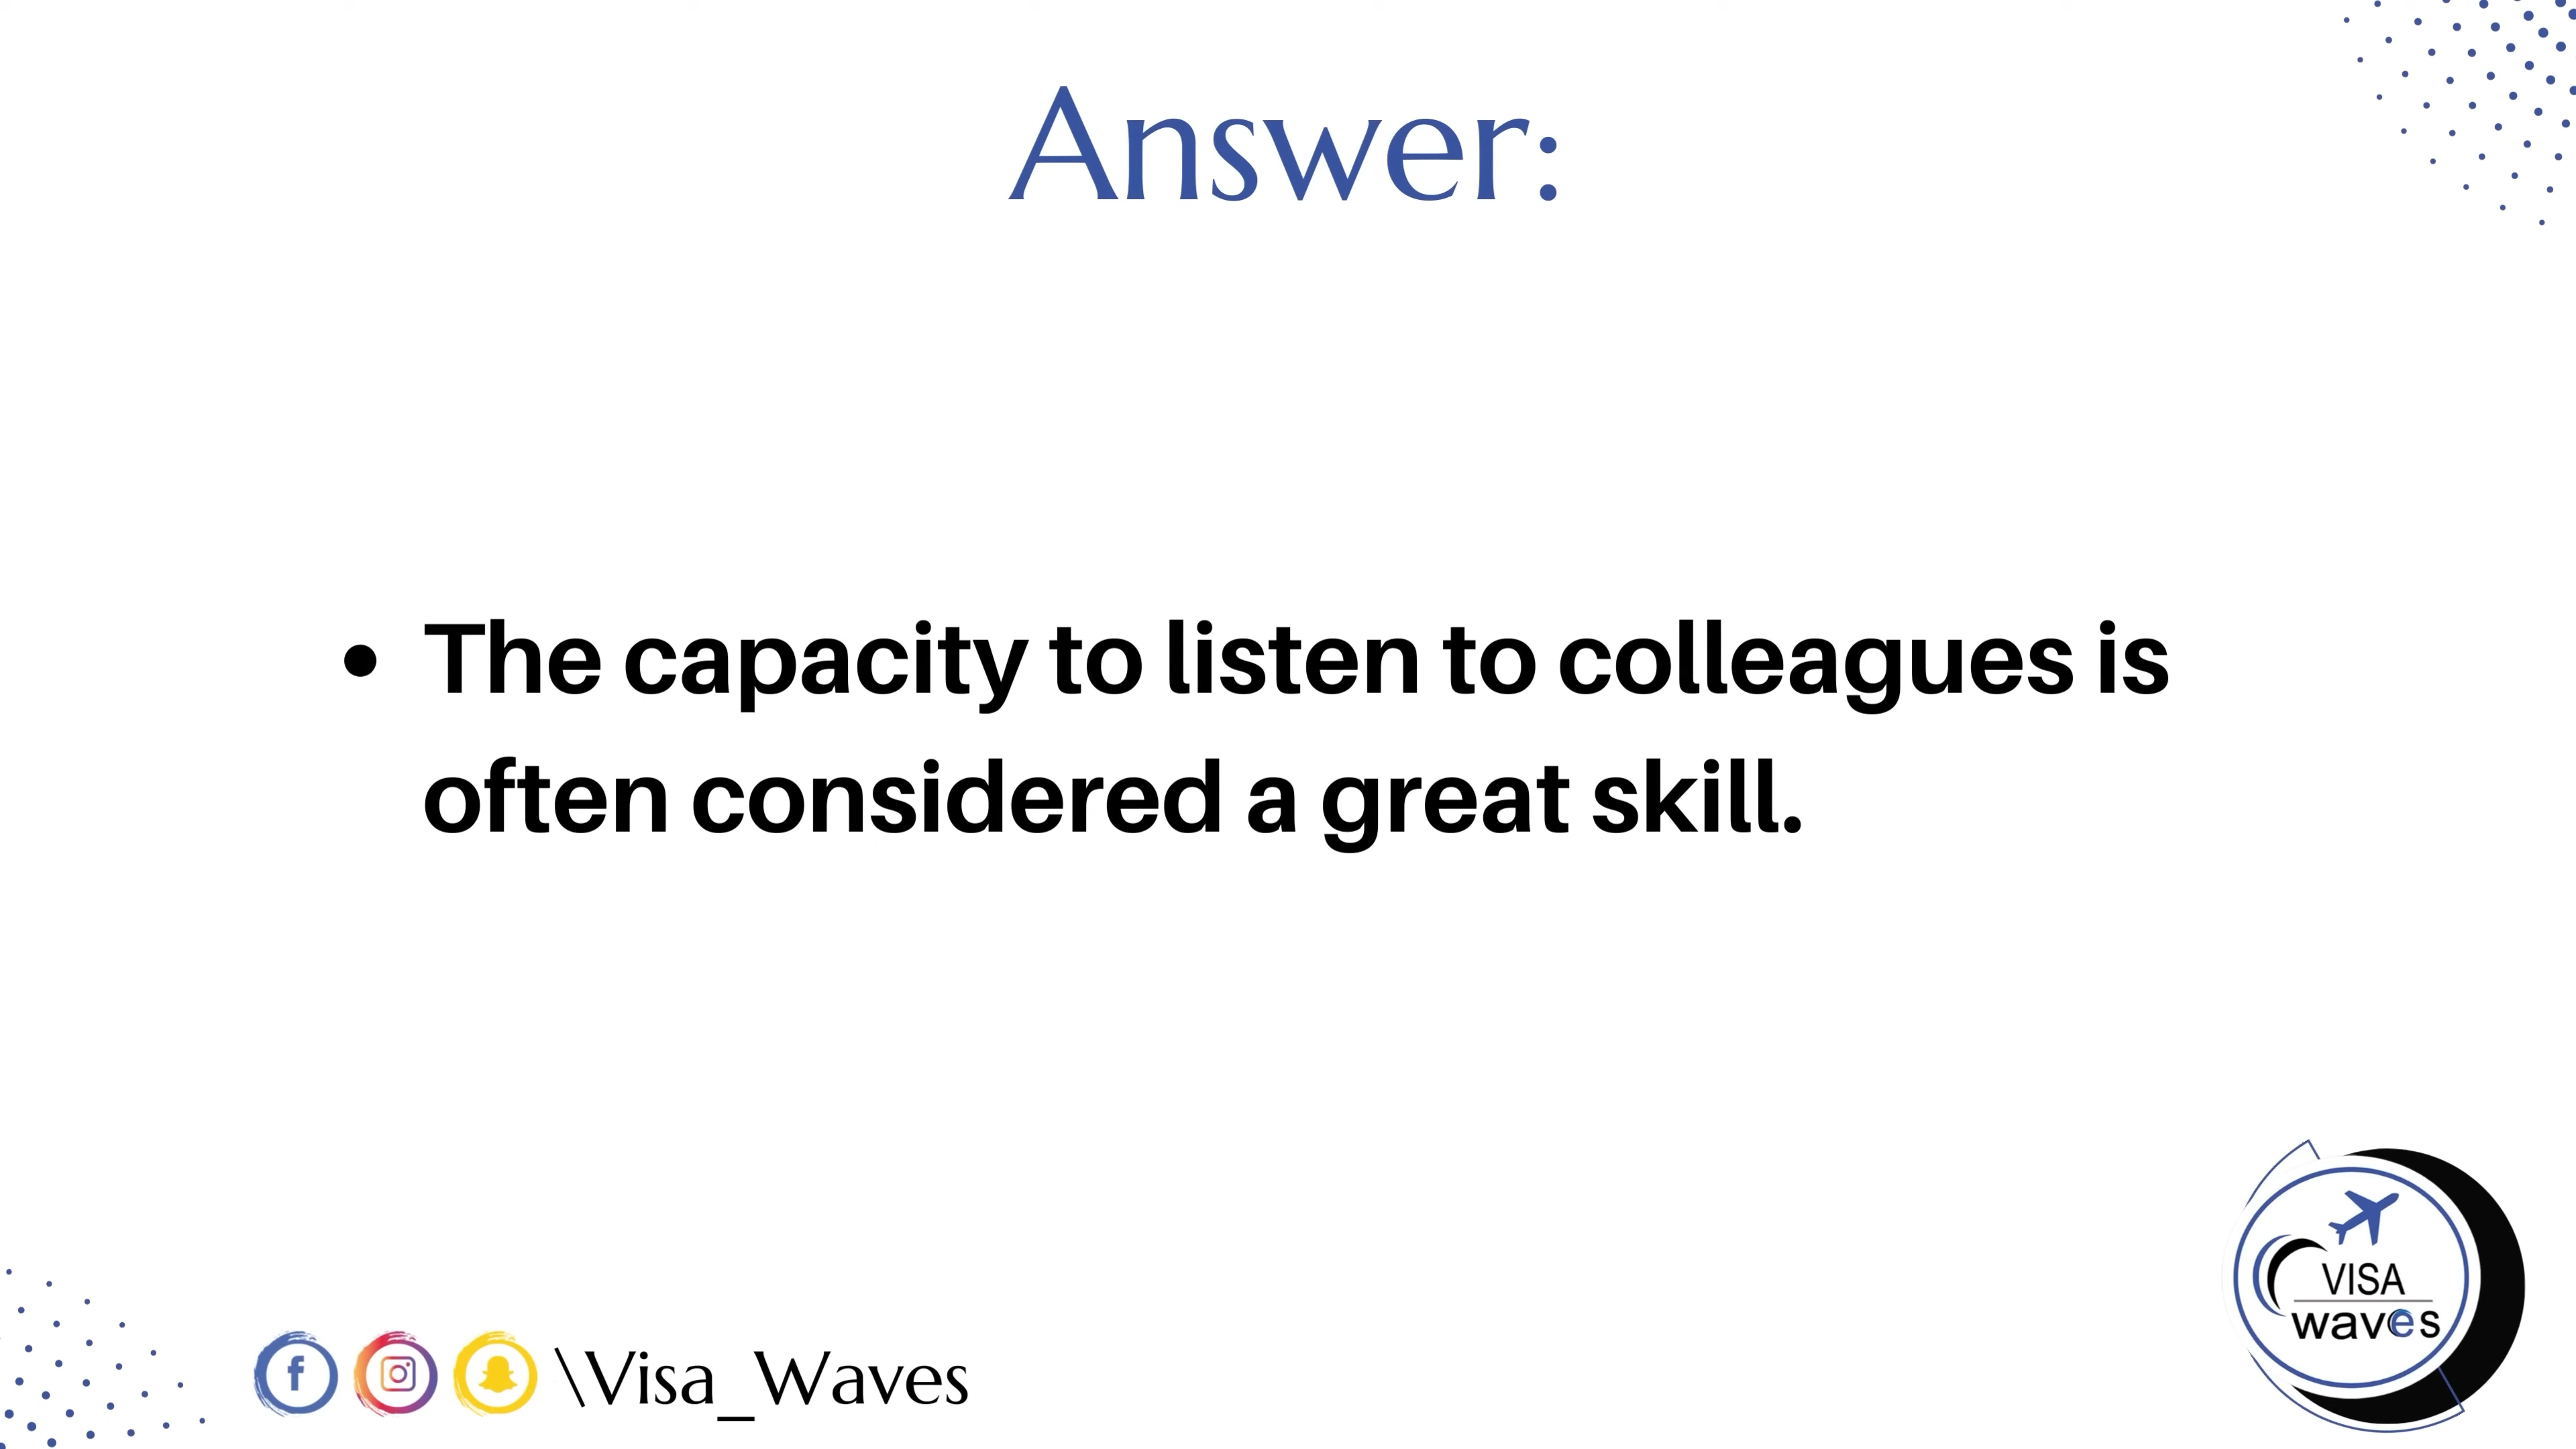 Answer:
• The capacity to listen to colleagues is
often considered a great skill.
VISA
waves
\Visa_Waves